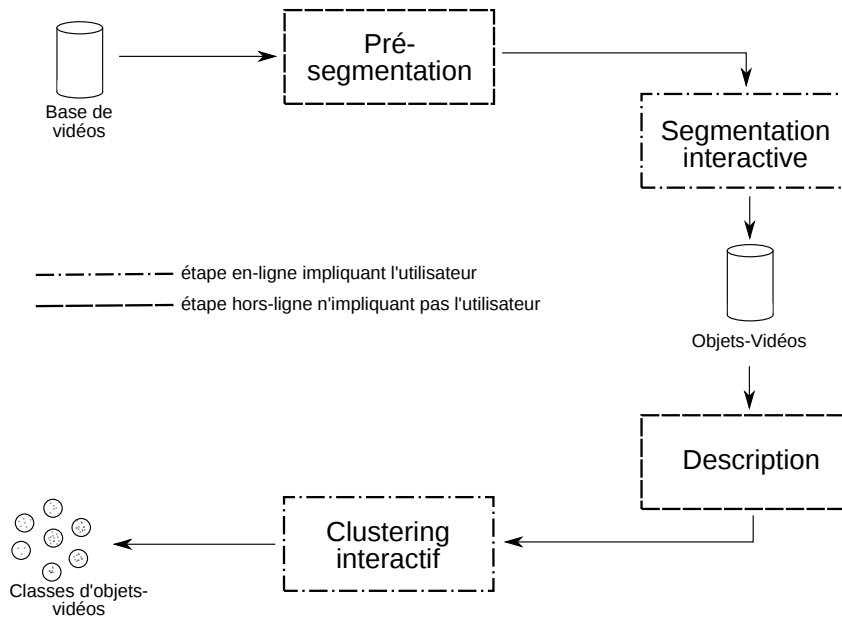 Pré-
segmentation
Base de
vidéos
Segmentation
interactive
étape en-ligne impliquant l'utilisateur
étape hors-ligne n'impliquant pas l'utilisateur
Objets-Vidéos
Description
Clustering
interactif
Classes d'objets-
vidéos